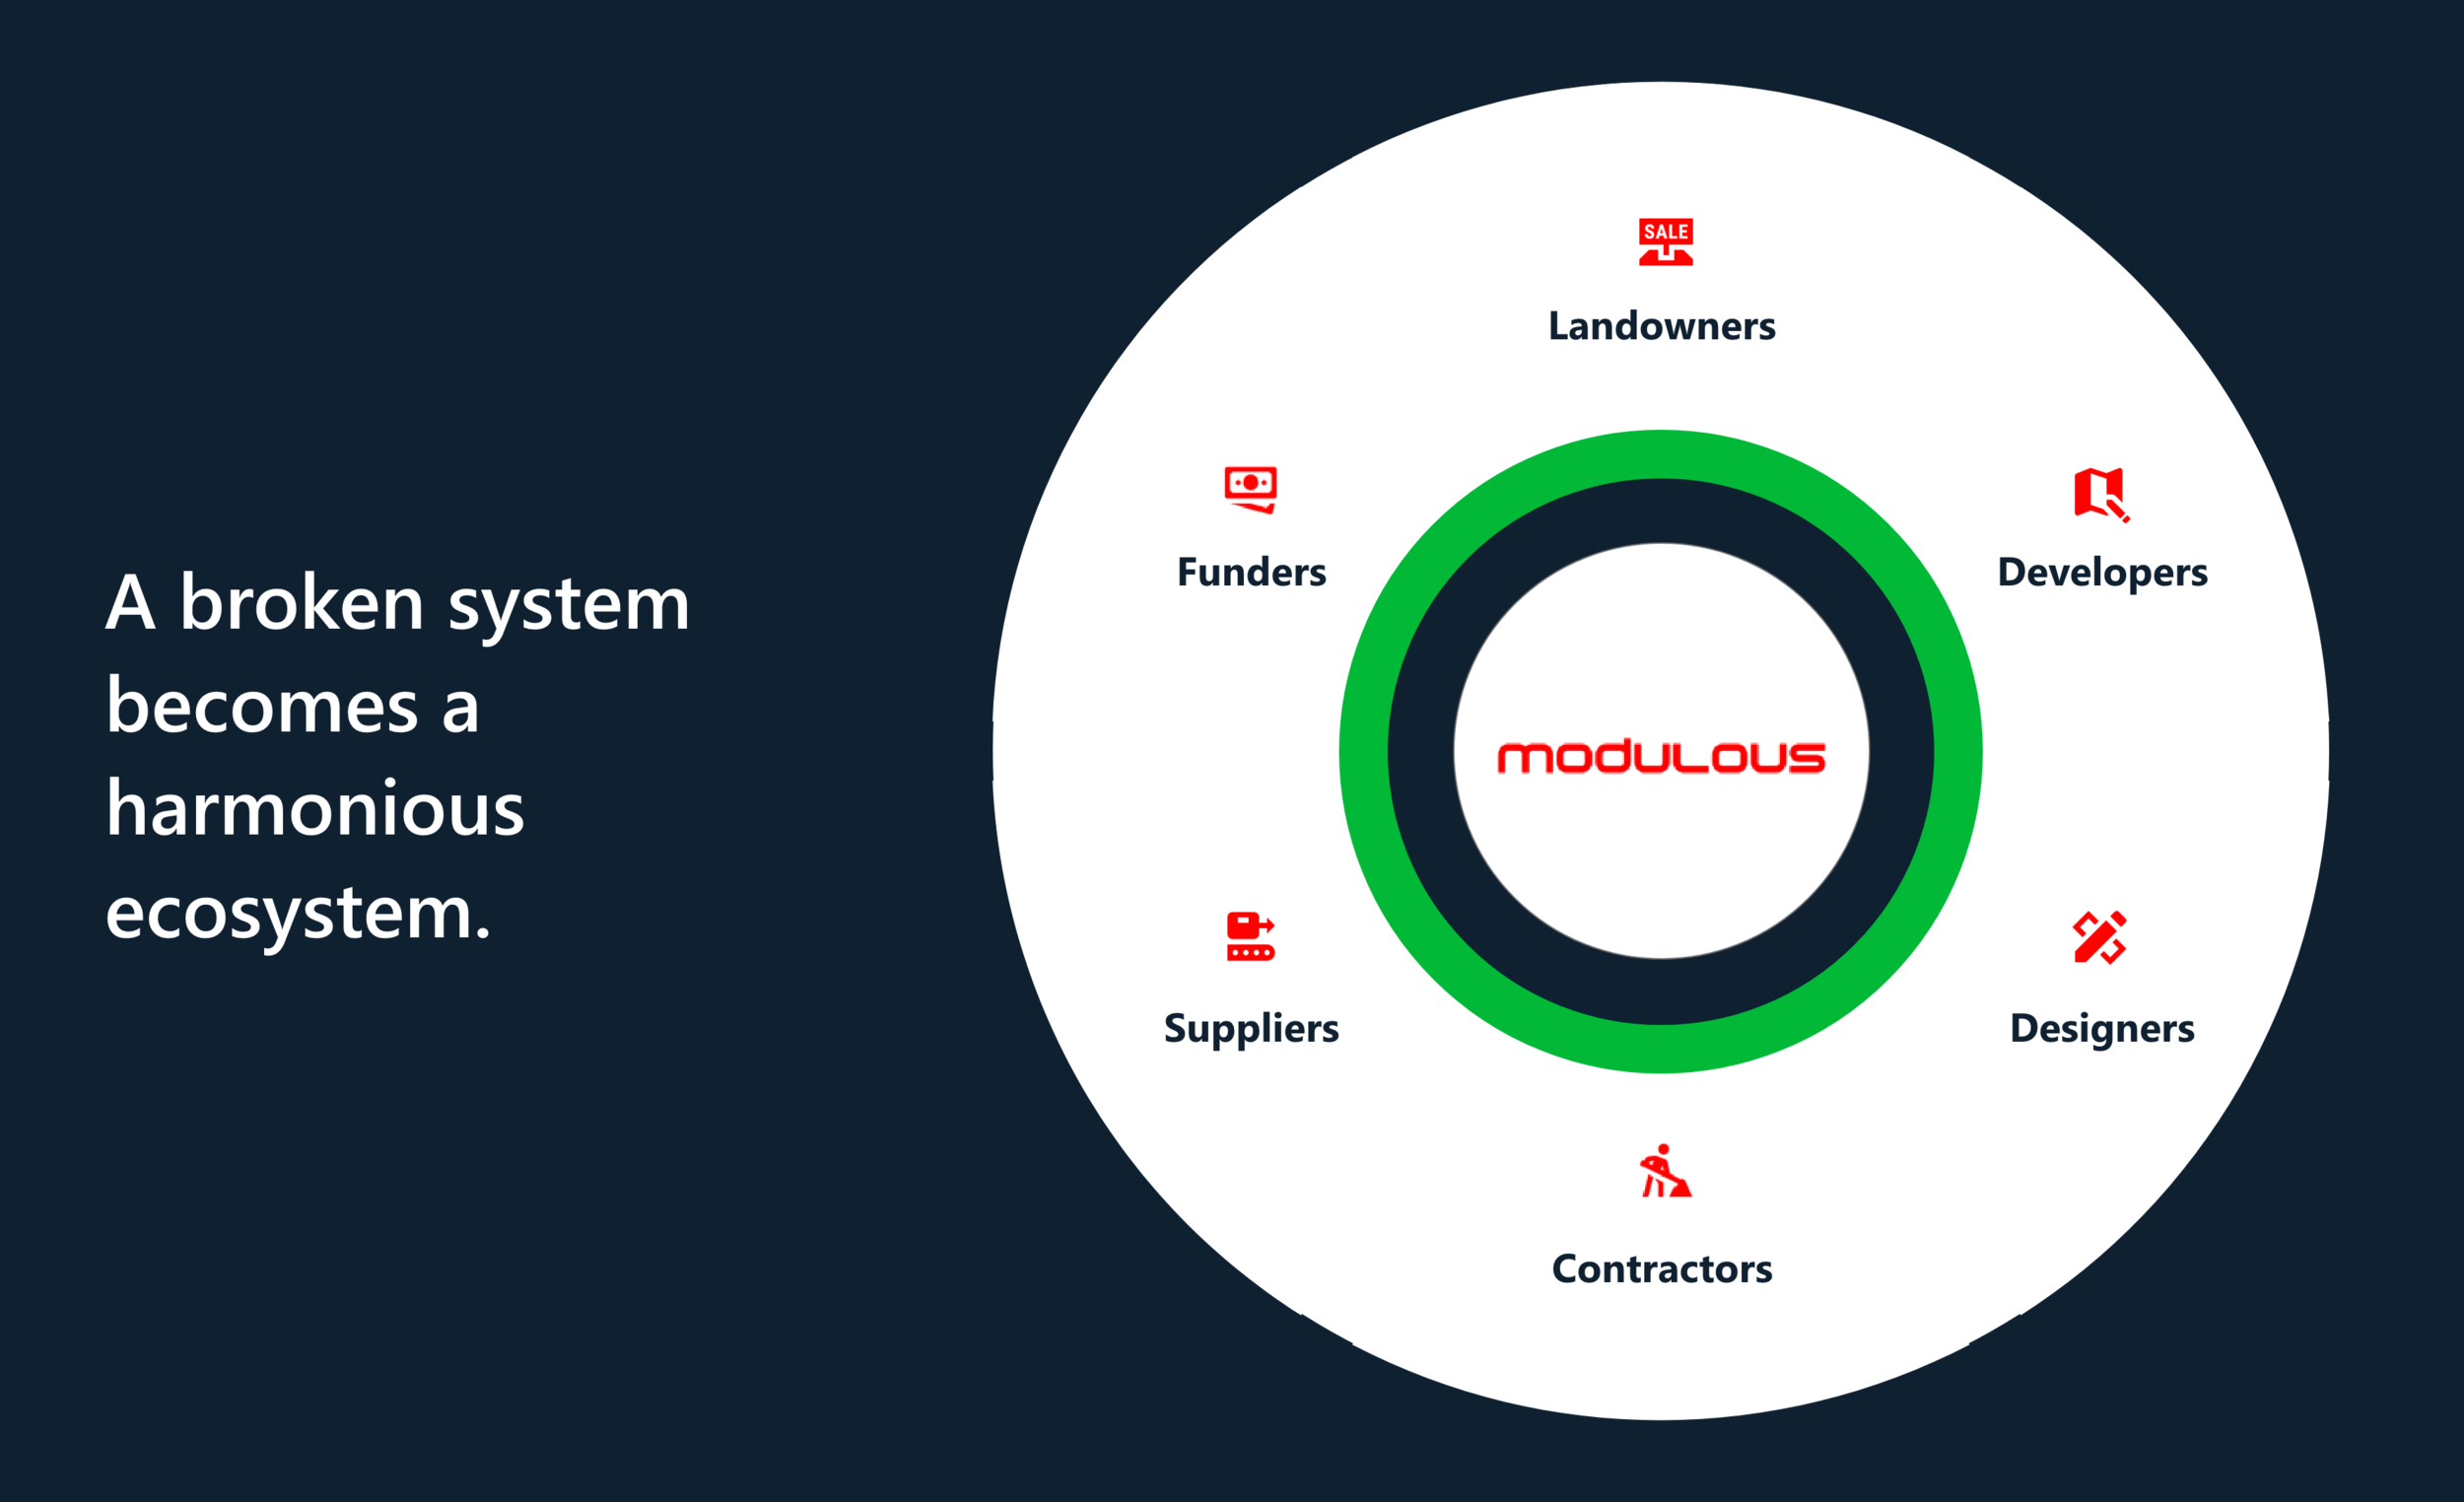 A broken system
becomes a
harmonious
ecosystem.
SALE
Landowners
Funders
Developers
modulous
Suppliers
Designers
Contractors